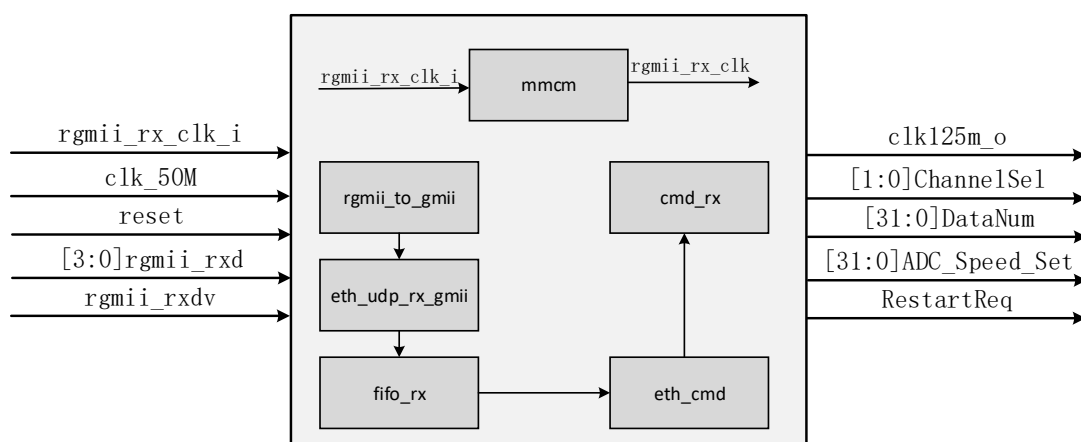 rgmii_rx_clk_i
mmcm
rgmii_rx_clk
rgmii_rx_clk_i
clk_50M
reset
[3:0]rgmii_rxd
rgmii_rxdv
rgmii_to_gmii
eth_udp_rx_gmii
fifo_rx
cmd_rx
eth_cmd
clk125m_o
[1:0]ChannelSel
[31:0]DataNum
[31:0]ADC_Speed_Set
RestartReq